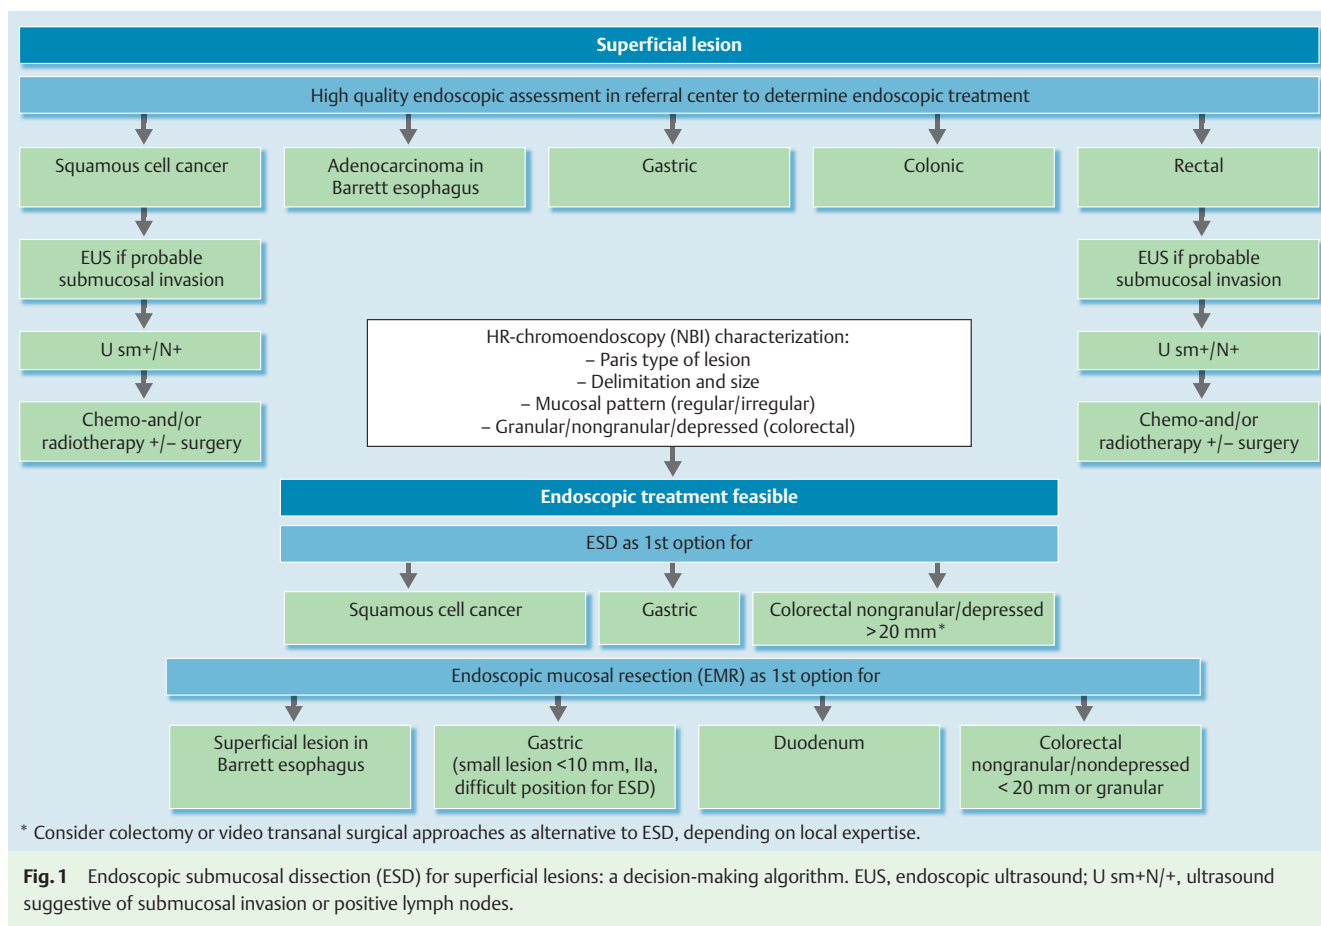 Superficial lesion
High quality endoscopic assessment in referral center to determine endoscopic treatment
Squamous cell cancer
Adenocarcinoma in
Barrett esophagus
Gastric
Colonic
Rectal
EUS if probable
submucosal invasion
EUS if probable
submucosal invasion
U sm+/N+
U sm+/N+
Chemo-and/or
radiotherapy +/– surgery
HR-chromoendoscopy (NBI) characterization:
– Paris type of lesion
– Delimitation and size
– Mucosal pattern (regular/irregular)
– Granular/nongranular/depressed (colorectal)
Chemo-and/or
radiotherapy +/– surgery
Endoscopic treatment feasible
ESD as 1st option for
Squamous cell cancer
Gastric
Colorectal nongranular/depressed
>20 mm*
Endoscopic mucosal resection (EMR) as 1st option for
Superficial lesion in
Barrett esophagus
Gastric
(small lesion <10 mm, IIa,
difficult position for ESD)
Duodenum
Colorectal
nongranular/nondepressed
< 20 mm or granular
* Consider colectomy or video transanal surgical approaches as alternative to ESD, depending on local expertise.
Fig. 1 Endoscopic submucosal dissection (ESD) for superficial lesions: a decision-making algorithm. EUS, endoscopic ultrasound; U sm+N/+, ultrasound
suggestive of submucosal invasion or positive lymph nodes.